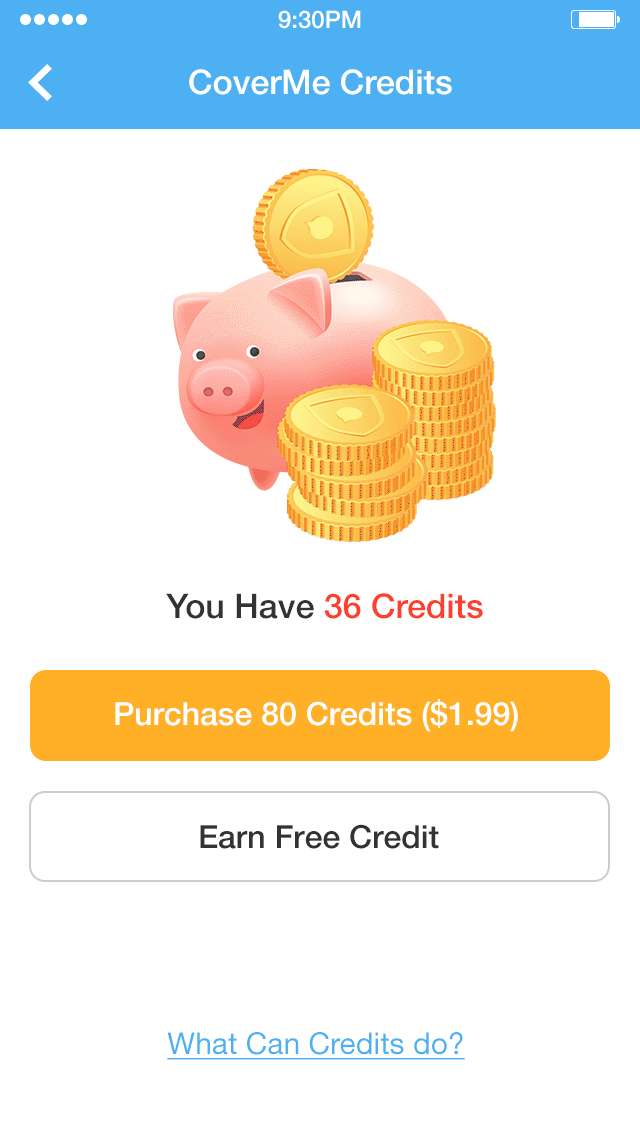 9:30PM
CoverMe Credits
You Have 36 Credits
Purchase 80 Credits ($1.99)
Earn Free Credit
What Can Credits do?